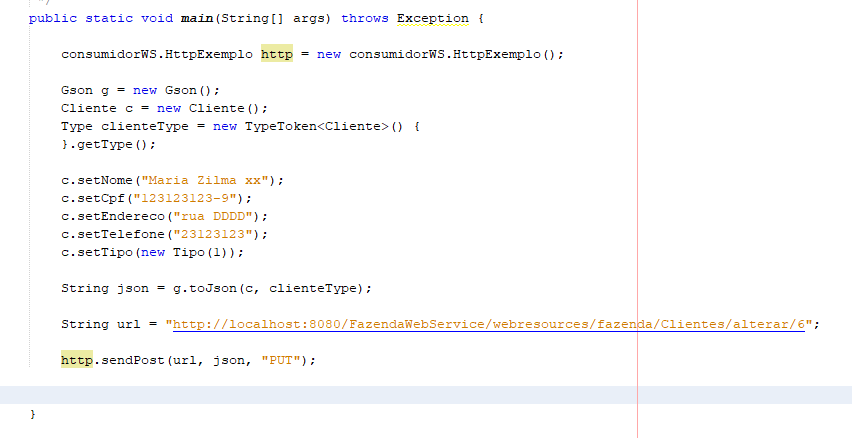 */
public static void main(String[] args) throws Exception {
consumidorWS.HttpExemplo http = new consumidorWS.HttpExemplo();
Gson g = new Gson();
Cliente c = new Cliente();
Type clienteType = new TypeToken<Cliente>() {
}.getType();
c.setNome("Maria Zilma xx");
c.setCpf("123123123-9");
c.setEndereco("rua DDDD");
c.setTelefone("23123123");
c.setTipo(new Tipo(1));
String json = g.toJson(c, clienteType);
String url = "http://localhost:8080/FazendaWebService/webresources/fazenda/Clientes/alterar/6";
http.sendPost(url, json, "PUT");
}